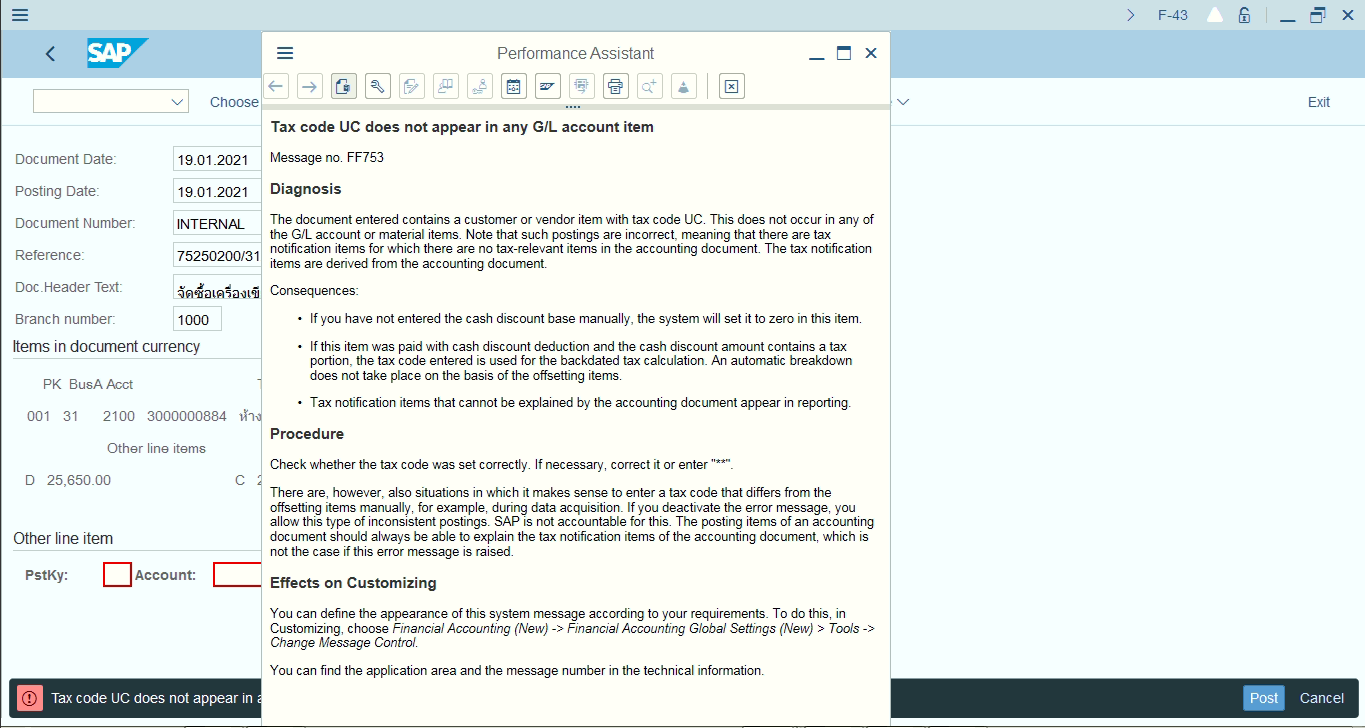 F-43
SAP
Performance Assistant
Choose
Exit
Document Date: 19.01.2021
Posting Date: 19.01.2021
Document Number: INTERNAL
Reference: 75250200/31
Doc.Header Text: จัดซื้อเครื่องเขี
Branch number: 1000
Items in document currency
PK BusA Acct
001 31 2100 3000000884 ห้าง
Other line items
D 25,650.00 C 2
Other line item
PstKy: Account:
Tax code UC does not appear in any G/L account item
Message no. FF753
Diagnosis
The document entered contains a customer or vendor item with tax code UC. This does not occur in any of
the G/L account or material items. Note that such postings are incorrect, meaning that there are tax
notification items for which there are no tax-relevant items in the accounting document. The tax notification
items are derived from the accounting document.
Consequences:
• If you have not entered the cash discount base manually, the system will set it to zero in this item.
• If this item was paid with cash discount deduction and the cash discount amount contains a tax
portion, the tax code entered is used for the backdated tax calculation. An automatic breakdown
does not take place on the basis of the offsetting items.
• Tax notification items that cannot be explained by the accounting document appear in reporting.
Procedure
Check whether the tax code was set correctly. If necessary, correct it or enter "**".
There are, however, also situations in which it makes sense to enter a tax code that differs from the
offsetting items manually, for example, during data acquisition. If you deactivate the error message, you
allow this type of inconsistent postings. SAP is not accountable for this. The posting items of an accounting
document should always be able to explain the tax notification items of the accounting document, which is
not the case if this error message is raised.
Effects on Customizing
You can define the appearance of this system message according to your requirements. To do this, in
Customizing, choose Financial Accounting (New) -> Financial Accounting Global Settings (New) > Tools ->
Change Message Control.
You can find the application area and the message number in the technical information.
Tax code UC does not appear in a
Post Cancel